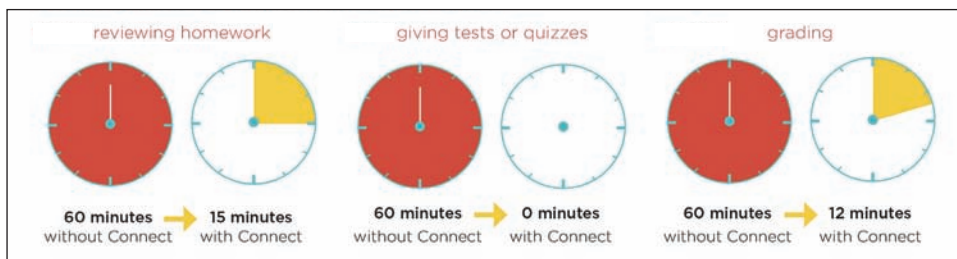 reviewing homework
60 minutes 15 minutes
without Connect with Connect
giving tests or quizzes
60 minutes 0 minutes
without Connect with Connect
grading
60 minutes 12 minutes
without Connect with Connect